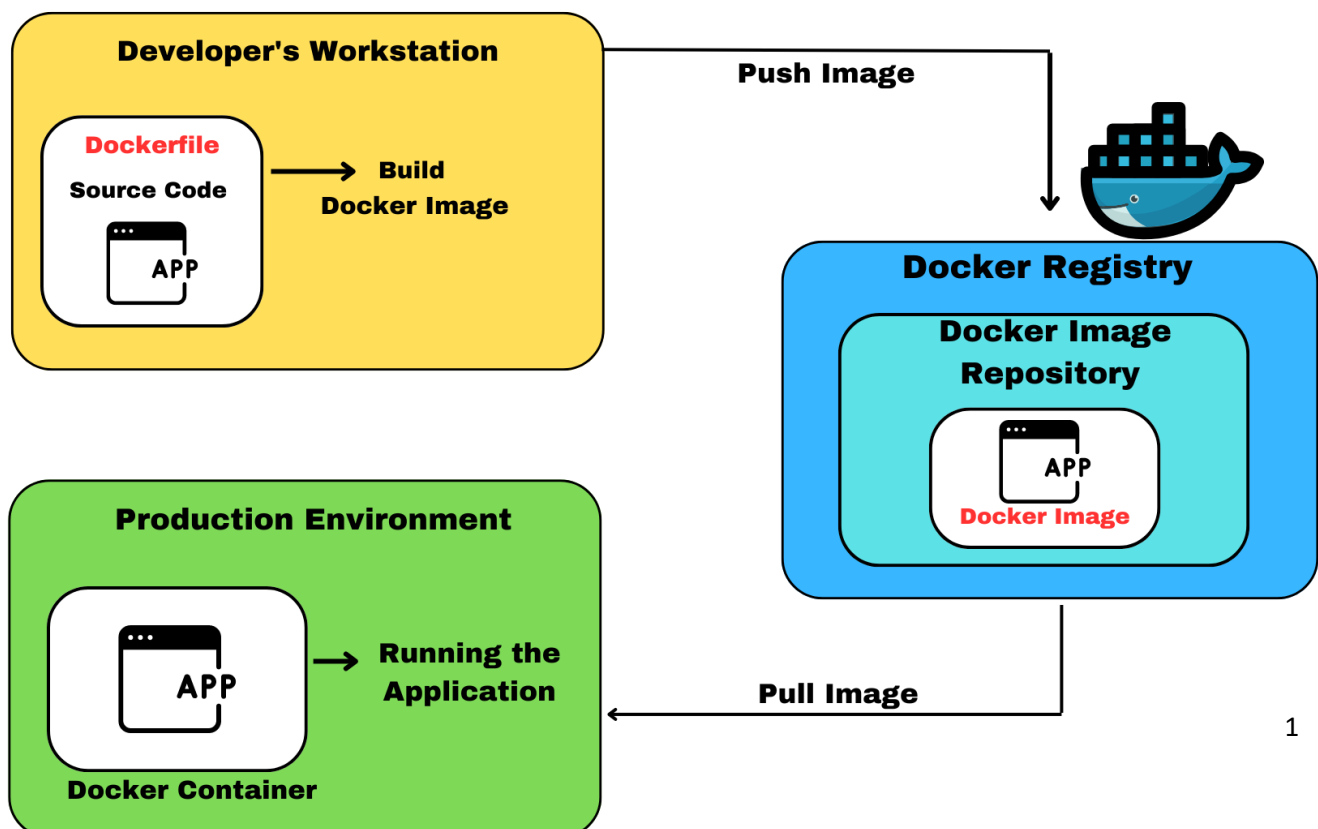 Developer's Workstation
Push Image
Dockerfile
Source Code
APP
Build
Docker Image
Docker Registry
Docker Image
Repository
APP
Docker Image
Production Environment
APP
Running the
Application
Docker Container
Pull Image
1